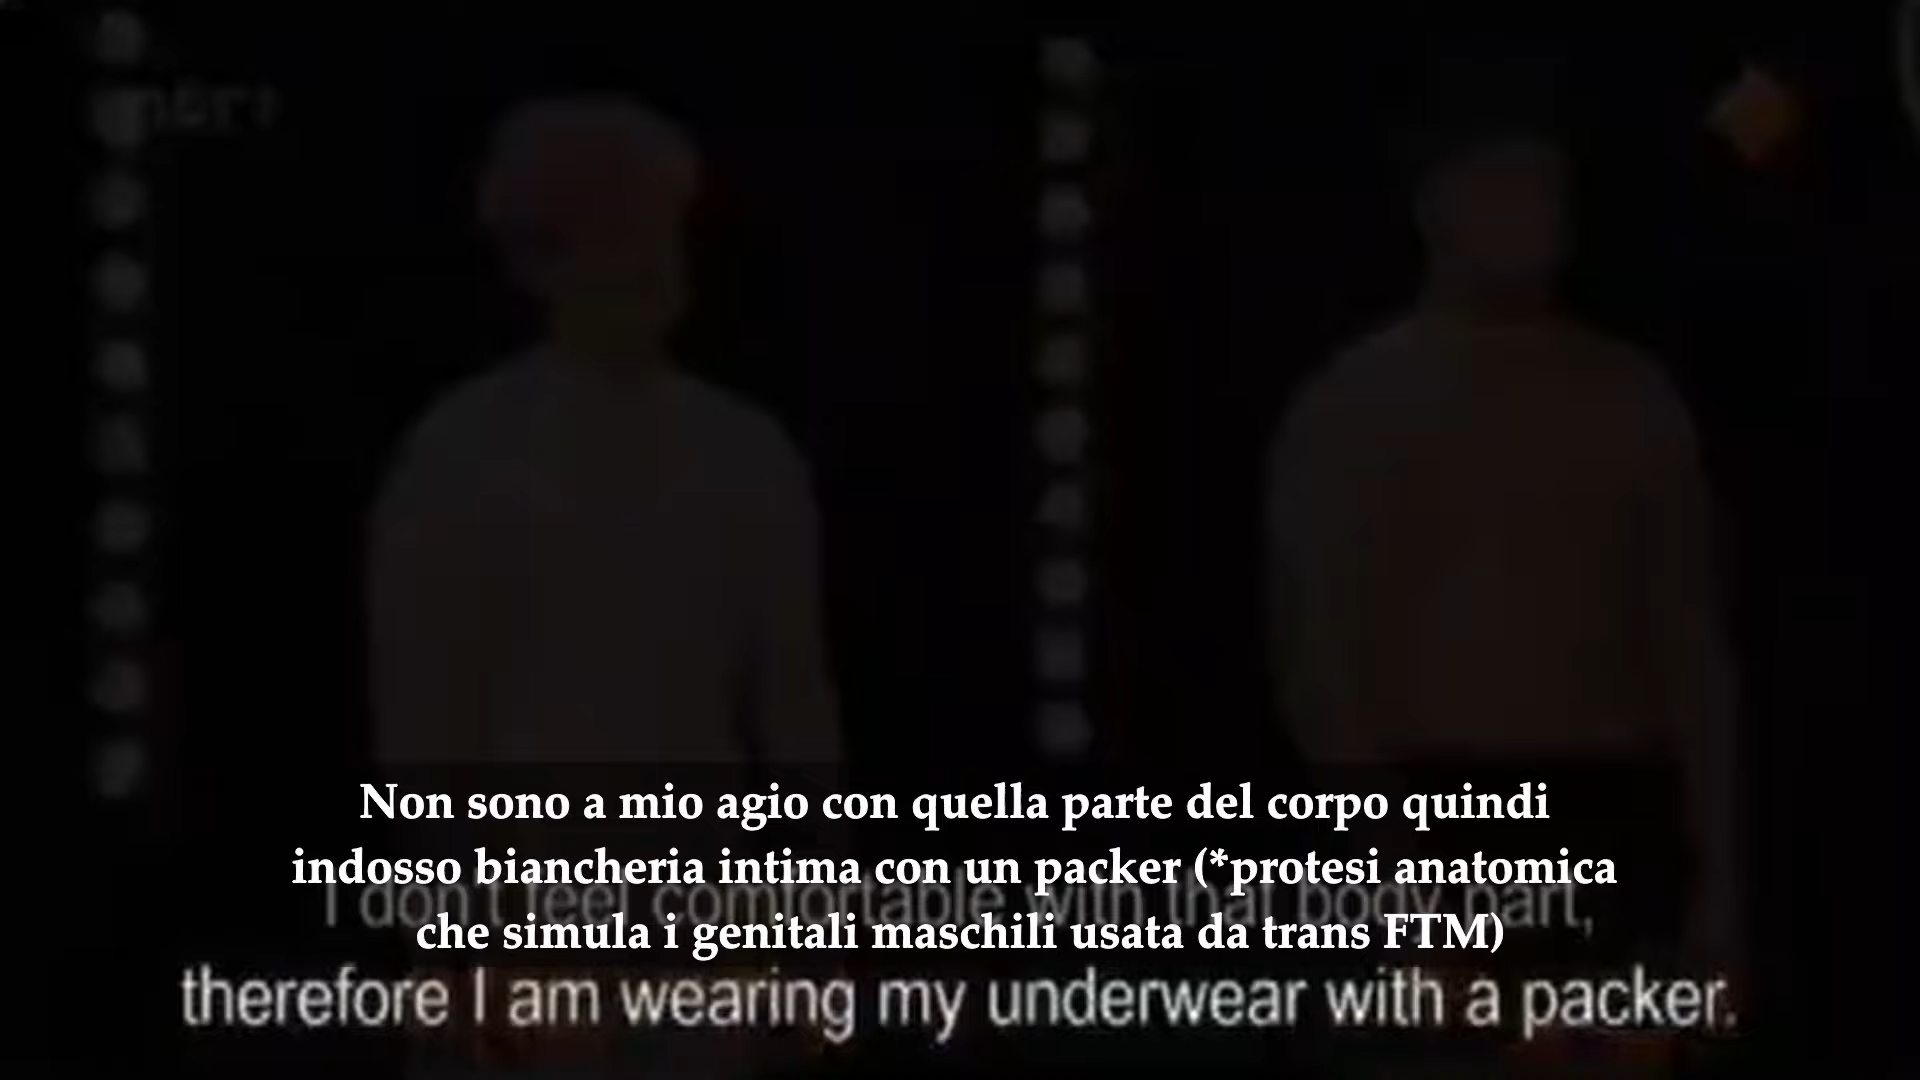 Non sono a mio agio con quella parte del corpo quindi
indosso biancheria intima con un packer (*protesi anatomica
I don't feel comfortable with that body part,
che simula i genitali maschili usata da trans FTM)
therefore I am wearing my underwear with a packer.